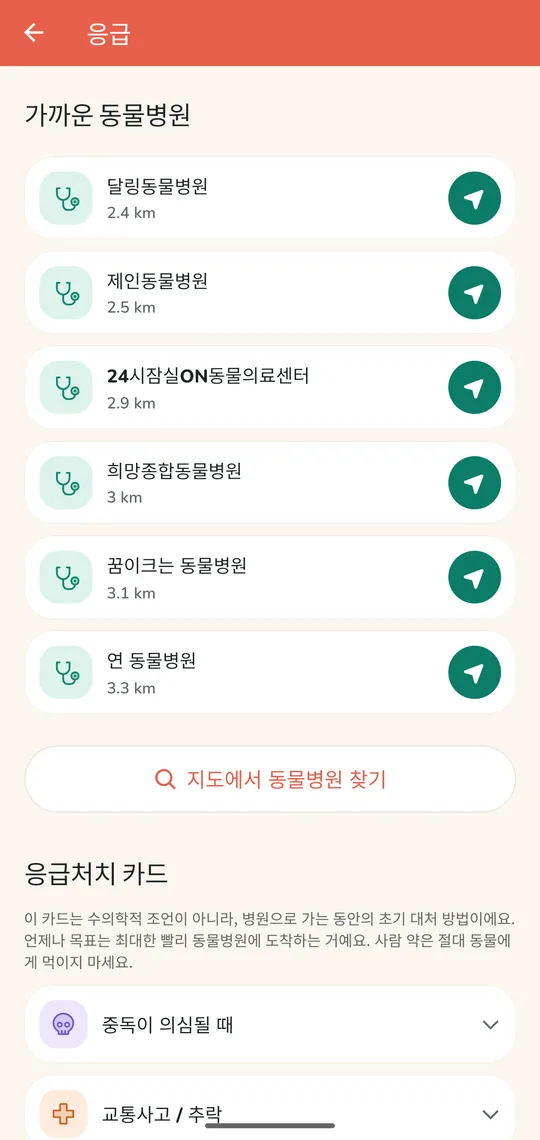 응급
가까운 동물병원
달링동물병원
2.4 km
제인동물병원
2.5 km
24시잠실ON동물의료센터
2.9 km
희망종합동물병원
3 km
꿈이크는 동물병원
3.1 km
연 동물병원
3.3 km
지도에서 동물병원 찾기
응급처치 카드
이 카드는 수의학적 조언이 아니라, 병원으로 가는 동안의 초기 대처 방법이에요.
언제나 목표는 최대한 빨리 동물병원에 도착하는 거예요. 사람 약은 절대 동물에
게 먹이지 마세요.
중독이 의심될 때
교통사고 / 추락